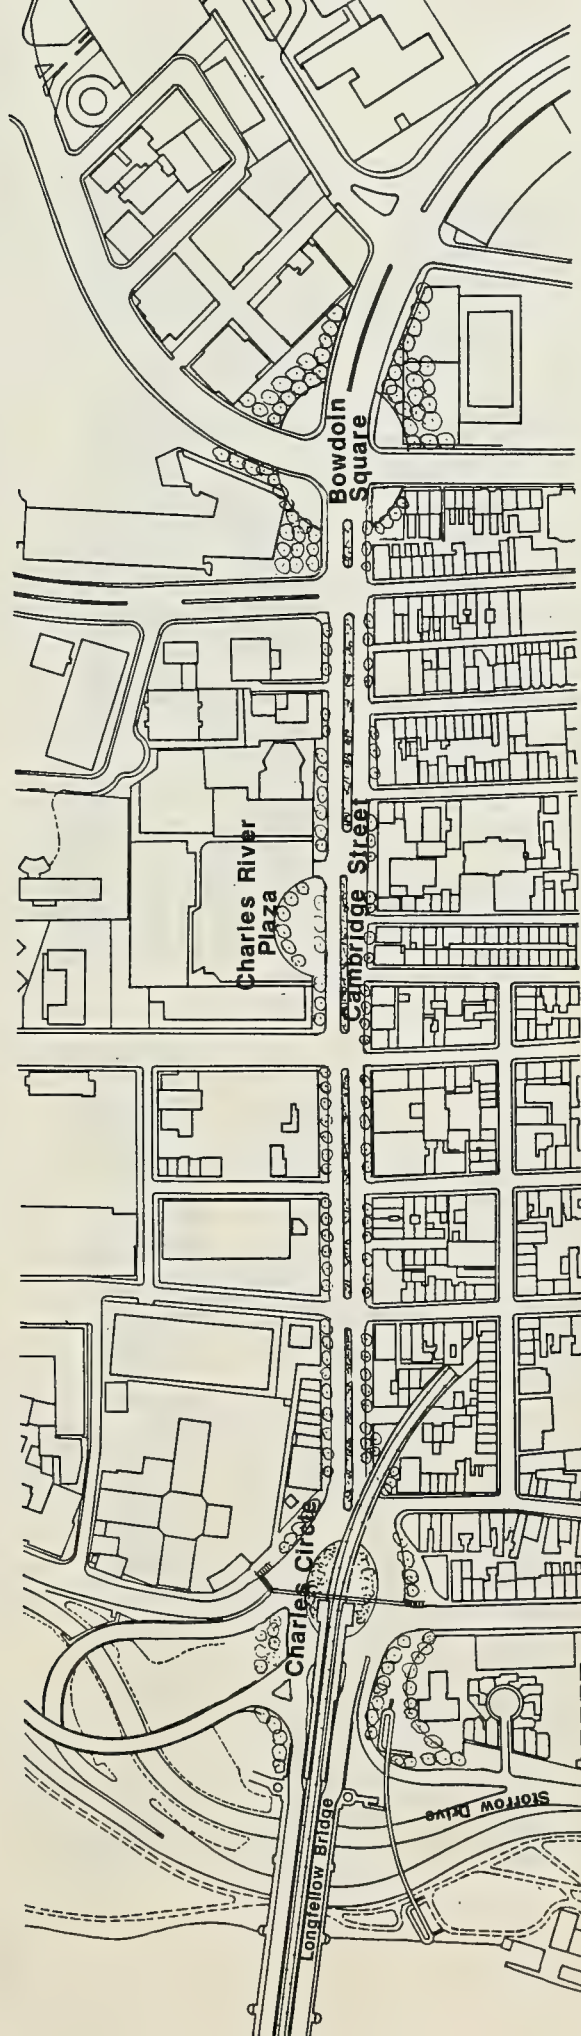 Bowdoin
Square
Cambridge Street
Charles River
Plaza
Charles Circle
Longfellow Bridge
Storrow Drive